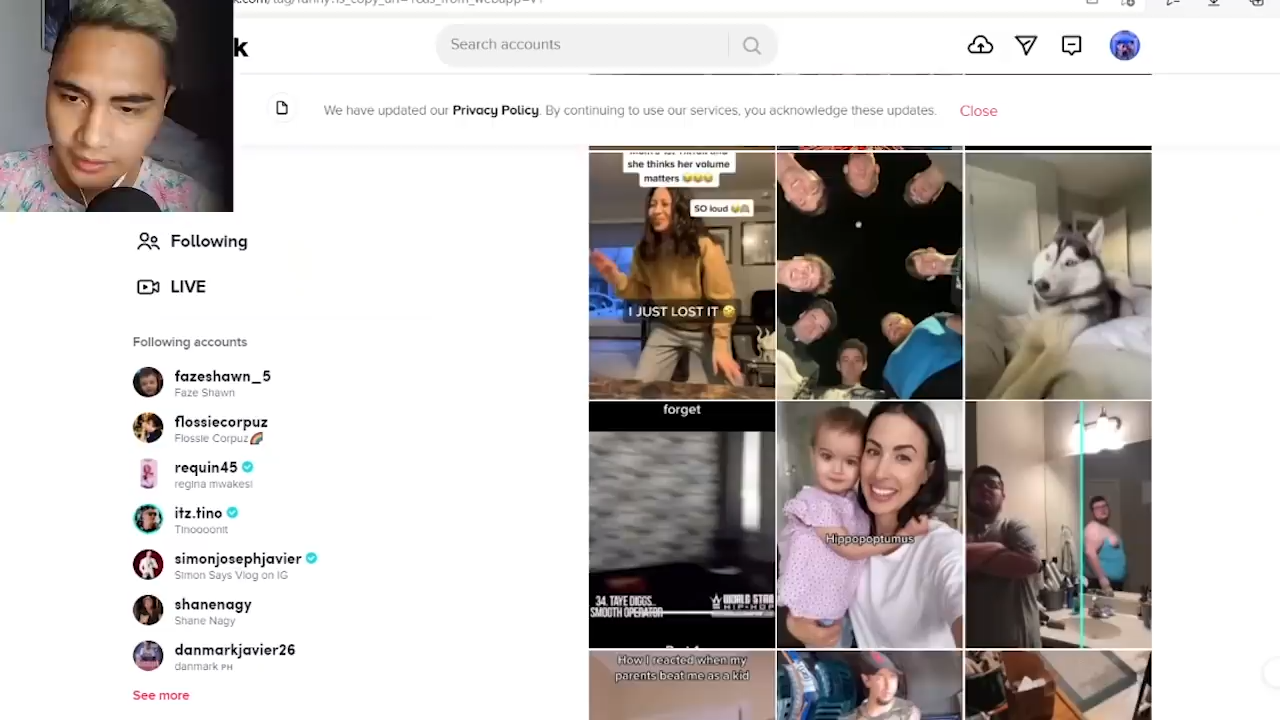 k
Search accounts
We have updated our Privacy Policy. By continuing to use our services, you acknowledge these updates.
Close
Following
LIVE
Following accounts
fazeshawn_5
Faze Shawn
flossiecorpuz
Flossie Corpuz🌈
requin45
regina mwakesi
itz.tino
Tinoooonit
simonjosephjavier
Simon Says Vlog on IG
shanenagy
Shane Nagy
danmarkjavier26
danmark PH
See more
she thinks her volume
matters 😂😂😂
SO loud
I JUST LOST IT
forget
34. TAYE DIGGS..
SMOOTH OPERATOR
WORLD STAR
HIP-HOP
Hippopoptumus
How I reacted when my
parents beat me as a kid